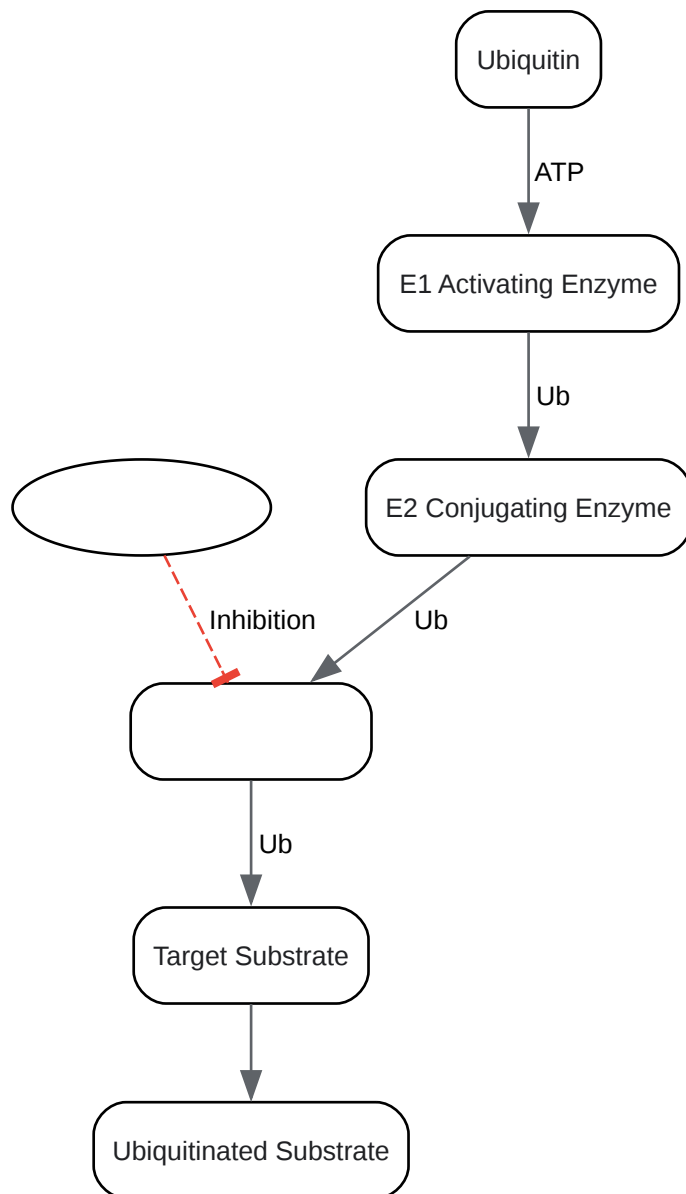 Ubiquitin
ATP
E1 Activating Enzyme
Ub
E2 Conjugating Enzyme
Inhibition
Ub
Ub
Target Substrate
Ubiquitinated Substrate